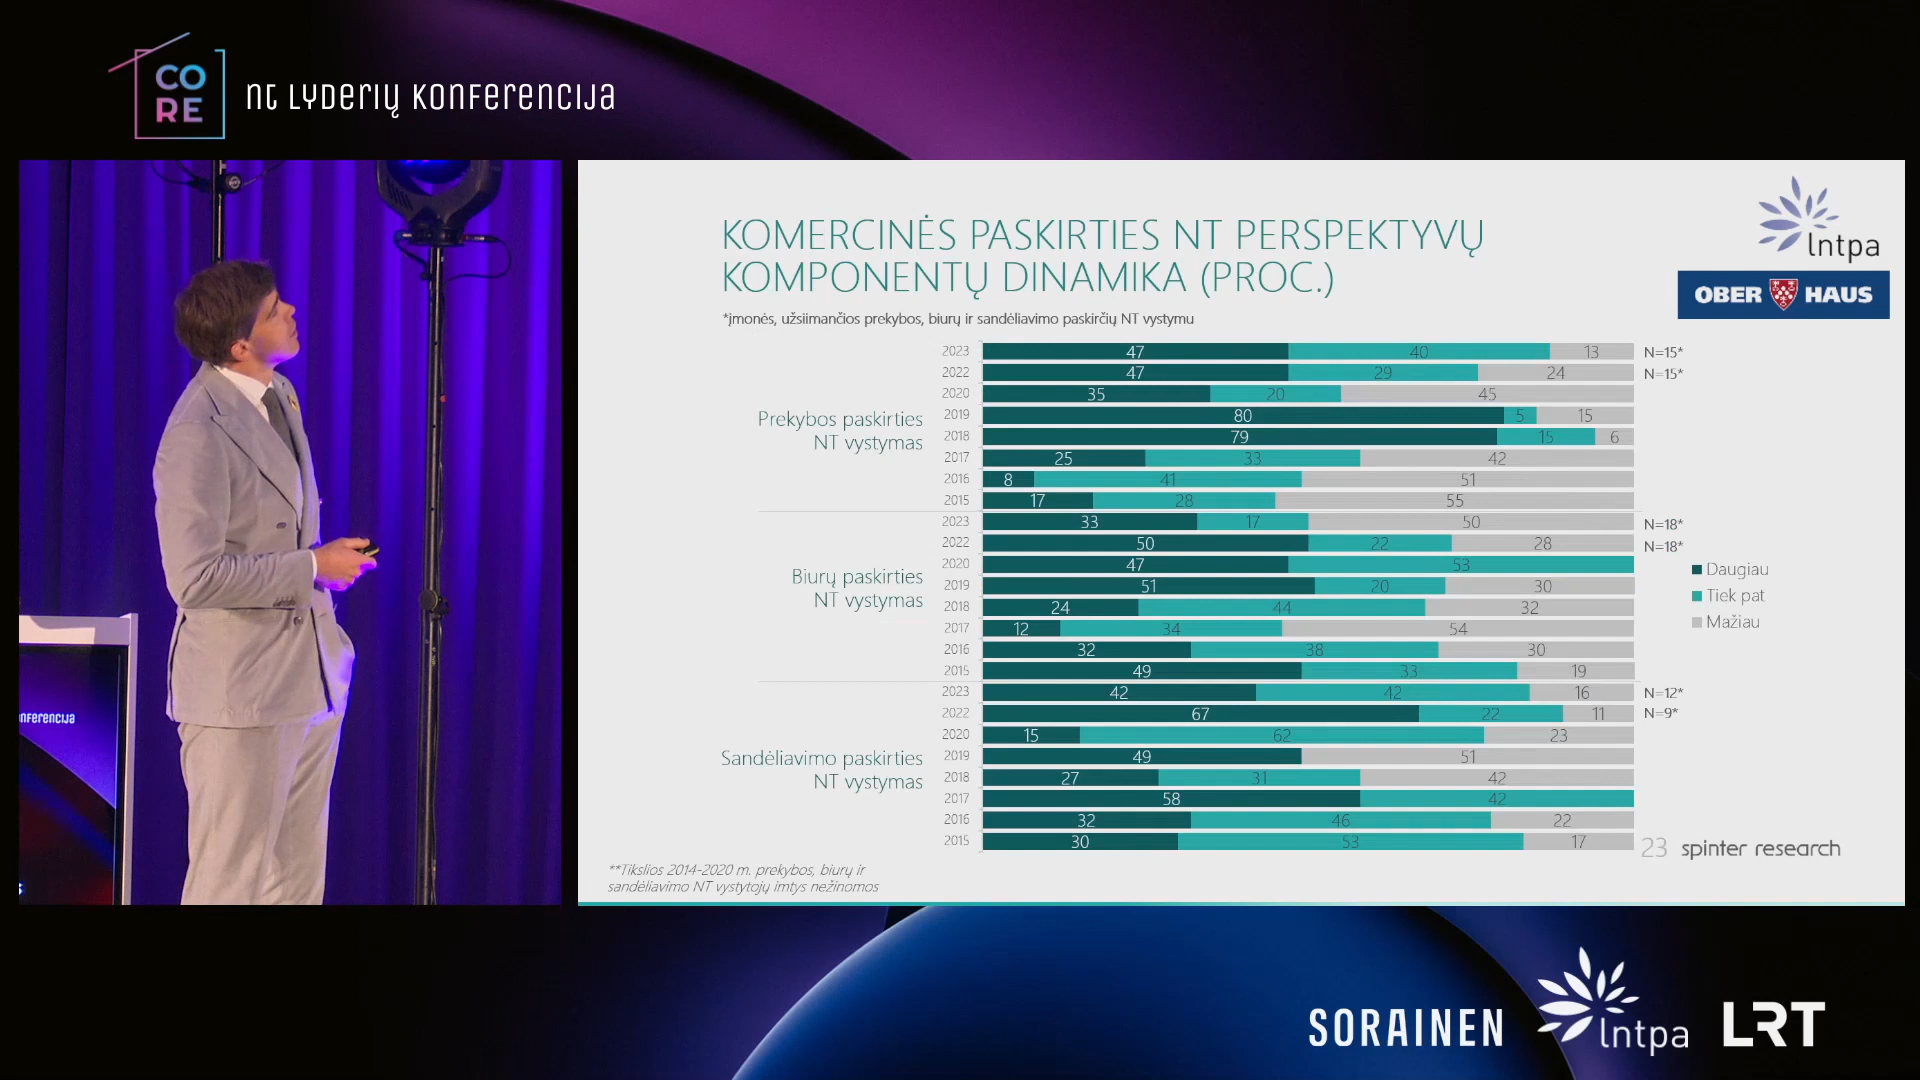 CO
RE
nt Lyderių Konferencija
KOMERCINĖS PASKIRTIES NT PERSPEKTYVŲ
KOMPONENTŲ DINAMIKA (PROC.)
*įmonės, užsiimančios prekybos, biurų ir sandėliavimo paskirčių NT vystymu
lntpa
OBER HAUS
Prekybos paskirties
NT vystymas
2023 47 40 13 N=15*
2022 47 29 24 N=15*
2020 35 20 45
2019 80 5 15
2018 79 15 6
2017 25 33 42
2016 8 41 51
2015 17 28 55
Biurų paskirties
NT vystymas
2023 33 17 50 N=18*
2022 50 22 28 N=18*
2020 47 53
2019 51 20 30
2018 24 44 32
2017 12 34 54
2016 32 38 30
2015 49 33 19
Sandėliavimo paskirties
NT vystymas
2023 42 42 16 N=12*
2022 67 22 11 N=9*
2020 15 62 23
2019 49 51
2018 27 31 42
2017 58 42
2016 32 46 22
2015 30 53 17
Daugiau
Tiek pat
Mažiau
23 spinter research
**Tikslios 2014-2020 m. prekybos, biurų ir
sandėliavimo NT vystytojų imtys nežinomos
nferencija
SORAINEN
lntpa
LRT